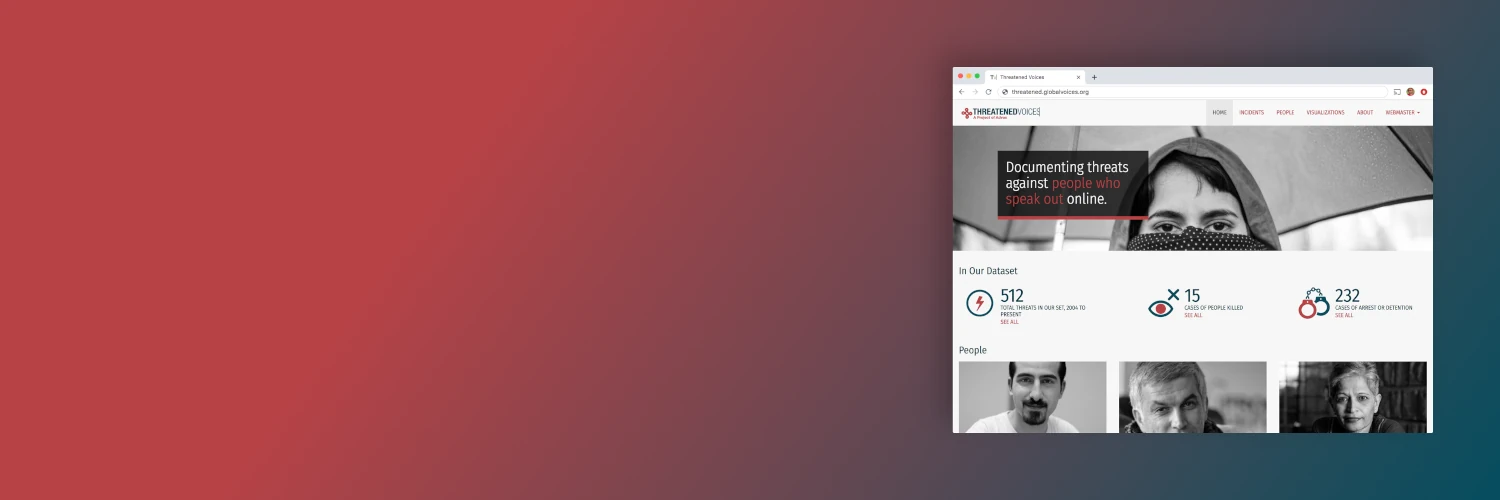 Threatened Voices
threatened.globalvoices.org
THREATENEDVOICES
A Project of Advox
HOME INCIDENTS PEOPLE VISUALIZATIONS ABOUT WEBMASTER
Documenting threats
against people who
speak out online.
In Our Dataset
512
TOTAL THREATS IN OUR SET, 2004 TO
PRESENT
SEE ALL
15
CASES OF PEOPLE KILLED
SEE ALL
232
CASES OF ARREST OR DETENTION
SEE ALL
People